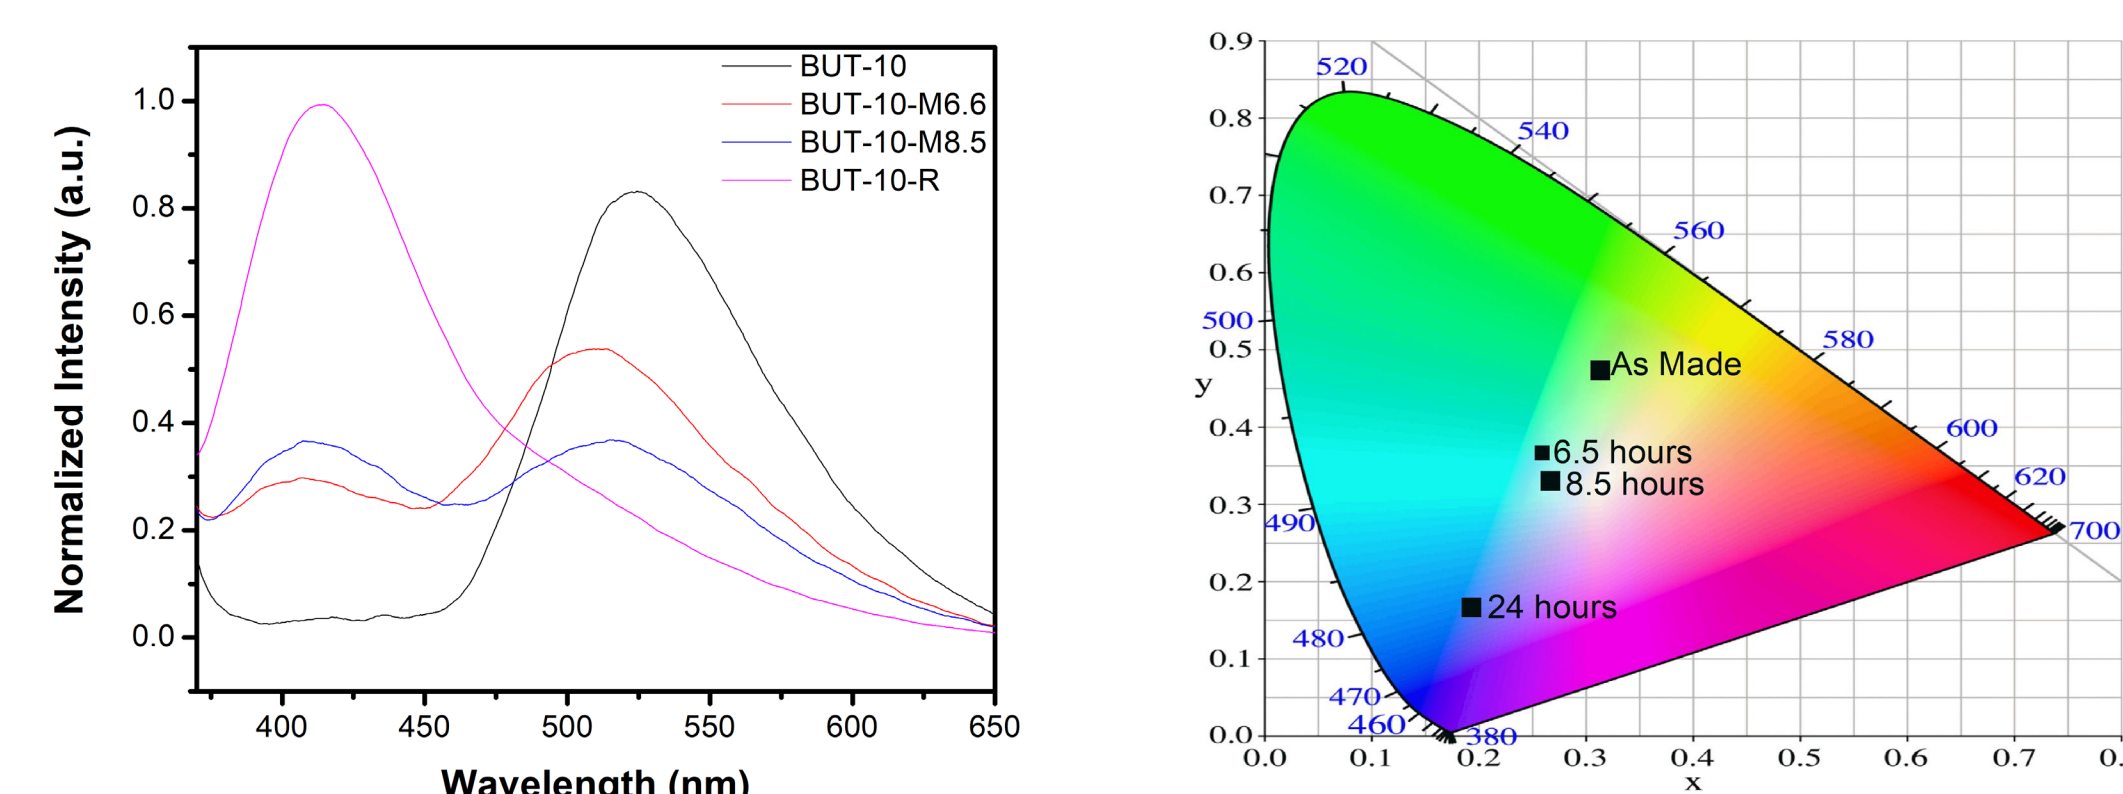 Normalized Intensity (a.u.)
1.0
0.8
0.6
0.4
0.2
0.0
BUT-10
BUT-10-M6.6
BUT-10-M8.5
BUT-10-R
400 450 500 550 600 650
Wavelength (nm)
0.9
0.8
0.7
0.6
0.5
y
0.4
0.3
0.2
0.1
0.0
520
540
560
500
580
As Made
600
6.5 hours
620
8.5 hours
490
700
24 hours
480
470
460
380
0.0 0.1 0.2 0.3 0.4 0.5 0.6 0.7 0.
x